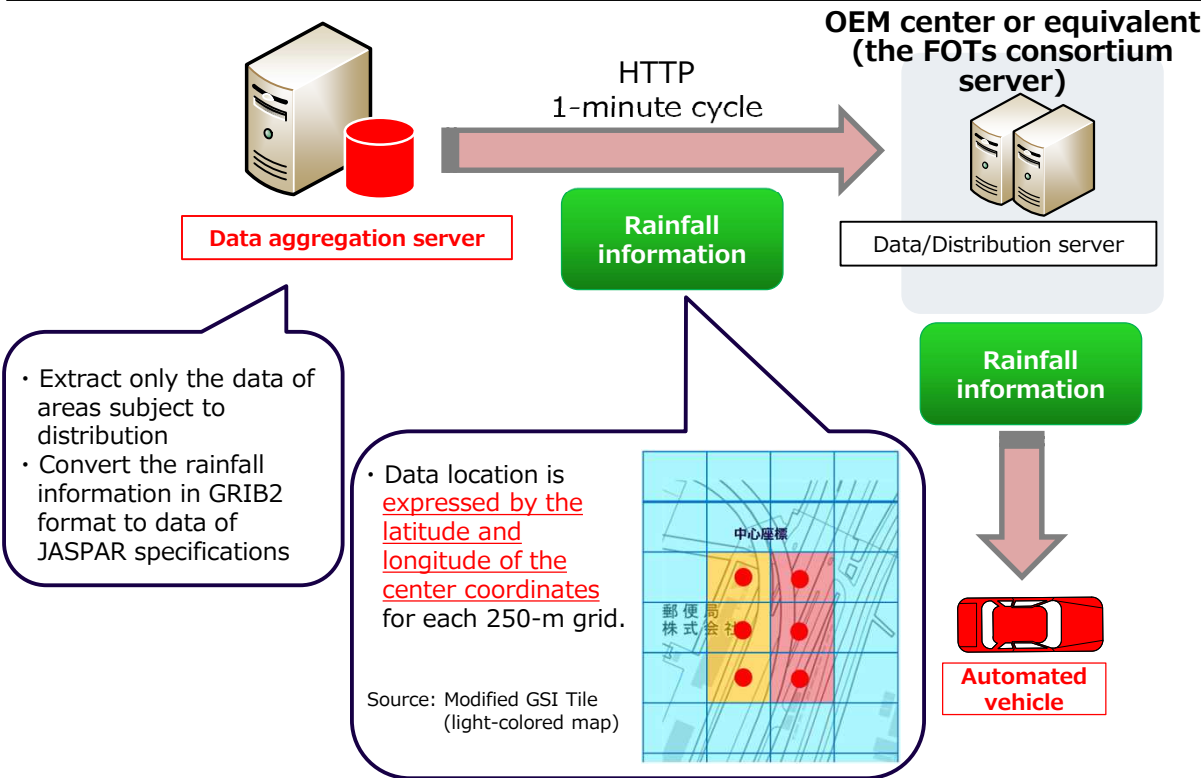 OEM center or equivalent
(the FOTs consortium
server)
HTTP
1-minute cycle
Data aggregation server
Rainfall
information
Data/Distribution server
Rainfall
information
・Extract only the data of
areas subject to
distribution
・Convert the rainfall
information in GRIB2
format to data of
JASPAR specifications
・Data location is
expressed by the
latitude and
longitude of the
center coordinates
for each 250-m grid.
Source: Modified GSI Tile
(light-colored map)
中心座標
郵便局
株式会社
Automated
vehicle